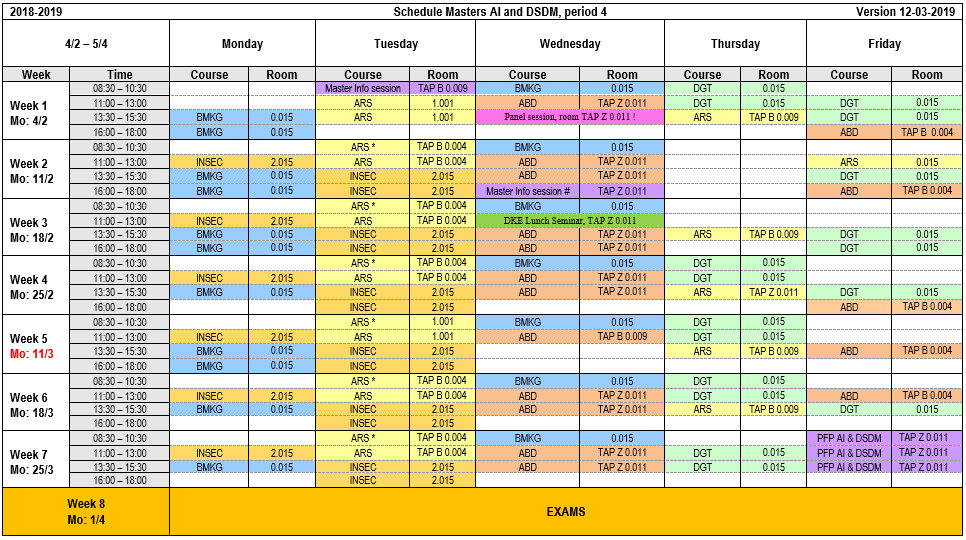 2018-2019 Schedule Masters AI and DSDM, period 4 Version 12-03-2019
4/2 – 5/4 Monday Tuesday Wednesday Thursday Friday
Week Time Course Room Course Room Course Room Course Room Course Room
Week 1
Mo: 4/2
08:30 – 10:30 Master Info session TAP B 0.009 BMKG 0.015 DGT 0.015
11:00 – 13:00 ARS 1.001 ABD TAP Z 0.011 DGT 0.015 DGT 0.015
13:30 – 15:30 BMKG 0.015 ARS 1.001 Panel session, room TAP Z 0.011 ! ARS TAP B 0.009 DGT 0.015
16:00 – 18:00 BMKG 0.015 ABD TAP B 0.004
Week 2
Mo: 11/2
08:30 – 10:30 ARS * TAP B 0.004 BMKG 0.015
11:00 – 13:00 INSEC 2.015 ARS TAP B 0.004 ABD TAP Z 0.011 ARS 0.015
13:30 – 15:30 BMKG 0.015 INSEC 2.015 ABD TAP Z 0.011 DGT 0.015
16:00 – 18:00 BMKG 0.015 INSEC 2.015 Master Info session # TAP Z 0.011 ABD TAP B 0.004
Week 3
Mo: 18/2
08:30 – 10:30 ARS * TAP B 0.004 BMKG 0.015
11:00 – 13:00 INSEC 2.015 ARS TAP B 0.004 DKE Lunch Seminar, TAP Z 0.011
13:30 – 15:30 BMKG 0.015 INSEC 2.015 ABD TAP Z 0.011 ARS TAP B 0.009 DGT 0.015
16:00 – 18:00 BMKG 0.015 INSEC 2.015 ABD TAP Z 0.011 DGT 0.015
Week 4
Mo: 25/2
08:30 – 10:30 ARS * TAP B 0.004 BMKG 0.015 DGT 0.015
11:00 – 13:00 INSEC 2.015 ARS TAP B 0.004 ABD TAP Z 0.011 DGT 0.015
13:30 – 15:30 BMKG 0.015 INSEC 2.015 ABD TAP Z 0.011 ARS TAP Z 0.011 DGT 0.015
16:00 – 18:00 INSEC 2.015 ABD TAP B 0.004
Week 5
Mo: 11/3
08:30 – 10:30 ARS * 1.001 BMKG 0.015 DGT 0.015
11:00 – 13:00 INSEC 2.015 ARS 1.001 ABD TAP B 0.009 DGT 0.015
13:30 – 15:30 BMKG 0.015 INSEC 2.015 ARS TAP B 0.009 ABD TAP B 0.004
16:00 – 18:00 BMKG 0.015 INSEC 2.015
Week 6
Mo: 18/3
08:30 – 10:30 ARS * TAP B 0.004 BMKG 0.015 DGT 0.015
11:00 – 13:00 INSEC 2.015 ARS TAP B 0.004 ABD TAP Z 0.011 DGT 0.015 ABD TAP B 0.004
13:30 – 15:30 BMKG 0.015 INSEC 2.015 ABD TAP Z 0.011 ARS TAP B 0.009 DGT 0.015
16:00 – 18:00 INSEC 2.015
Week 7
Mo: 25/3
08:30 – 10:30 ARS * TAP B 0.004 BMKG 0.015 PFP AI & DSDM TAP Z 0.011
11:00 – 13:00 INSEC 2.015 ARS TAP B 0.004 ABD TAP Z 0.011 DGT 0.015 PFP AI & DSDM TAP Z 0.011
13:30 – 15:30 BMKG 0.015 INSEC 2.015 ABD TAP Z 0.011 DGT 0.015 PFP AI & DSDM TAP Z 0.011
16:00 – 18:00 INSEC 2.015
Week 8
Mo: 1/4
EXAMS